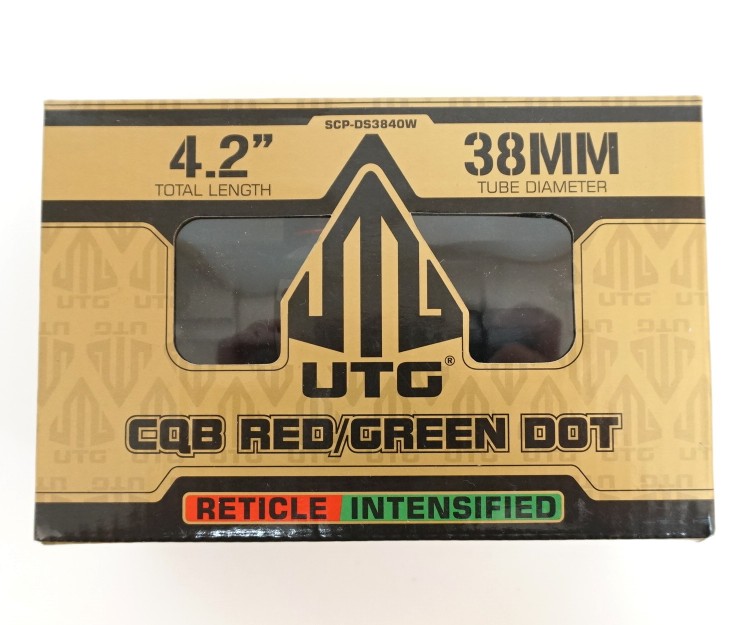 SCP-DS3840W
4.2” 38MM
TOTAL LENGTH TUBE DIAMETER
UTG®
CQB RED/GREEN DOT
RETICLE INTENSIFIED